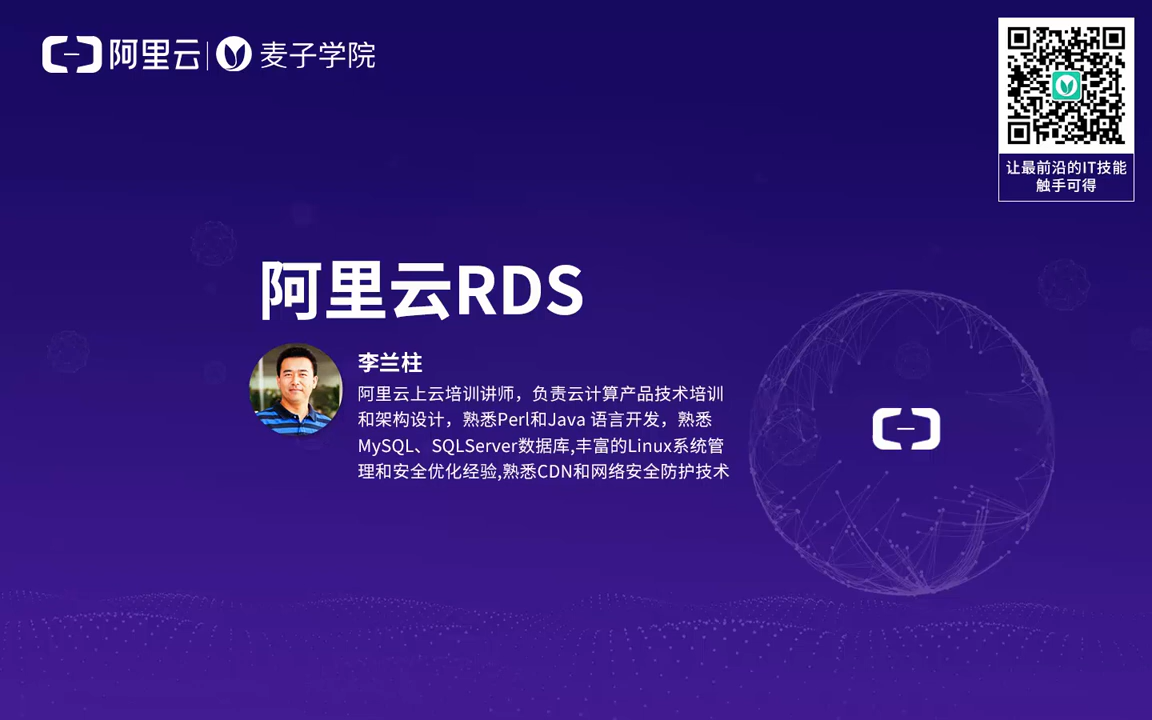 阿里云 | 麦子学院
让最前沿的IT技能
触手可得
阿里云RDS
李兰柱
阿里云上云培训讲师，负责云计算产品技术培训
和架构设计，熟悉Perl和Java 语言开发，熟悉
MySQL、SQLServer数据库,丰富的Linux系统管
理和安全优化经验,熟悉CDN和网络安全防护技术